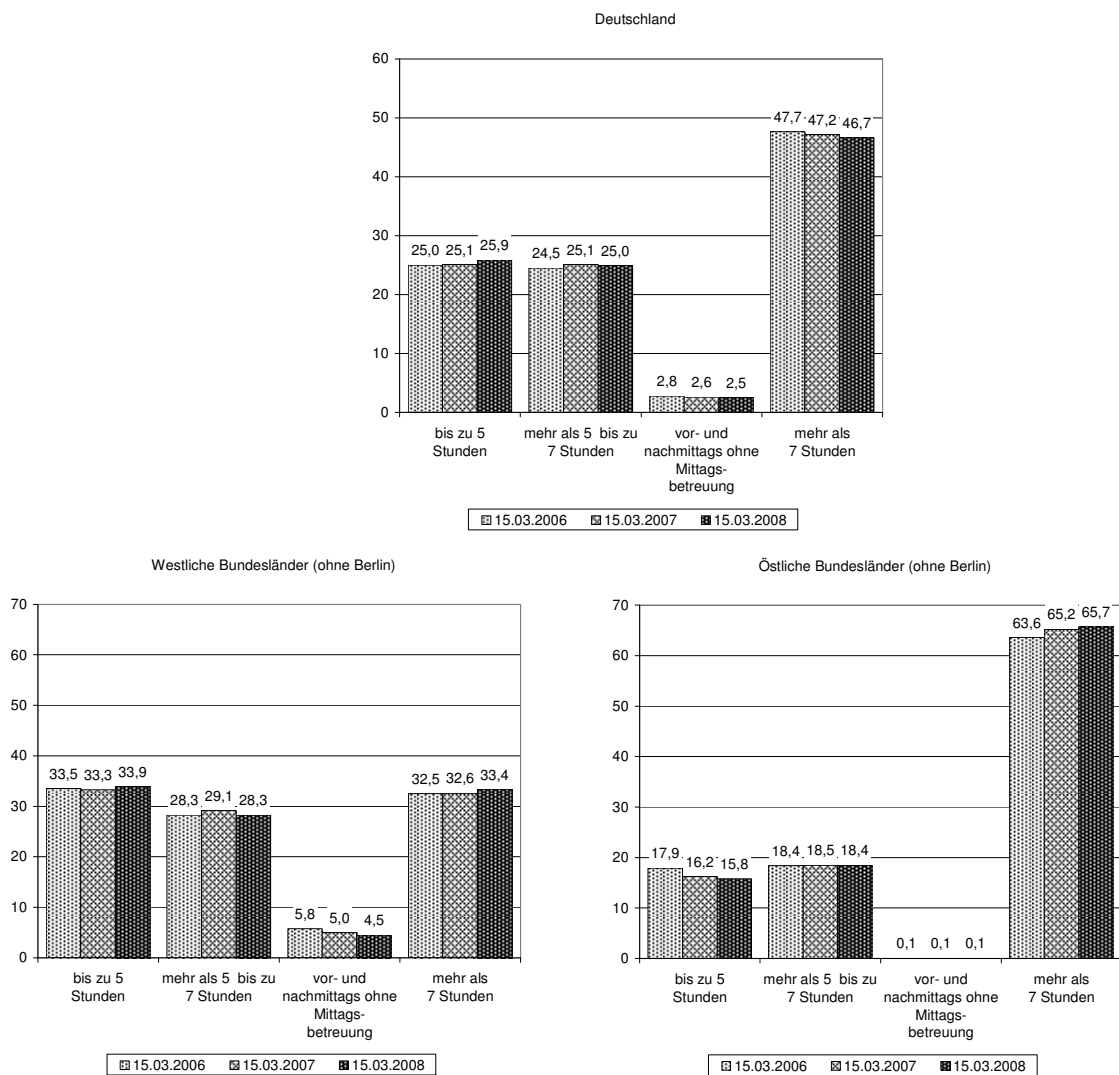 Deutschland
60
50
40
30
20
10
0
25,0 25,1 25,9
24,5 25,1 25,0
2,8 2,6 2,5
47,7 47,2 46,7
bis zu 5
Stunden
mehr als 5 bis zu
7 Stunden
vor- und
nachmittags ohne
Mittags-
betreuung
mehr als
7 Stunden
15.03.2006 15.03.2007 15.03.2008
Westliche Bundesländer (ohne Berlin)
70
60
50
40
30
20
10
0
33,5 33,3 33,9
28,3 29,1 28,3
5,8 5,0 4,5
32,5 32,6 33,4
bis zu 5
Stunden
mehr als 5 bis zu
7 Stunden
vor- und
nachmittags ohne
Mittags-
betreuung
mehr als
7 Stunden
15.03.2006 15.03.2007 15.03.2008
Östliche Bundesländer (ohne Berlin)
70
60
50
40
30
20
10
0
17,9 16,2 15,8
18,4 18,5 18,4
0,1 0,1 0,1
63,6 65,2 65,7
bis zu 5
Stunden
mehr als 5 bis zu
7 Stunden
vor- und
nachmittags ohne
Mittags-
betreuung
mehr als
7 Stunden
15.03.2006 15.03.2007 15.03.2008